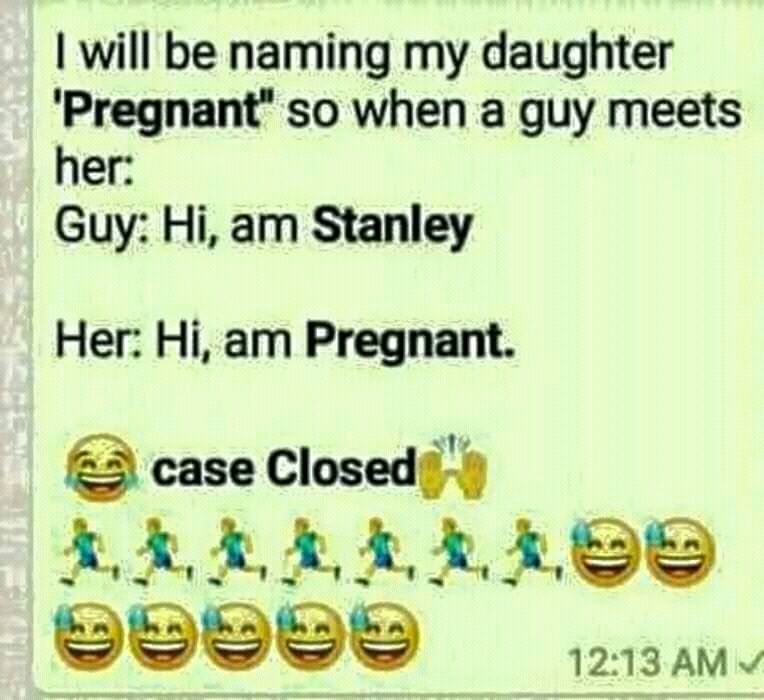 I will be naming my daughter
'Pregnant" so when a guy meets
her:
Guy: Hi, am Stanley
Her: Hi, am Pregnant.
😂 case Closed🙌
🏃‍♂️🏃‍♂️🏃‍♂️🏃‍♂️🏃‍♂️🏃‍♂️🏃‍♂️😅😅
😅😅😅😅😅
12:13 AM ✓